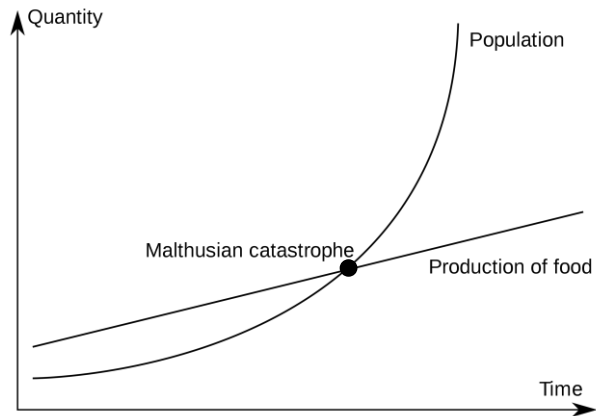 Quantity
Population
Malthusian catastrophe
Production of food
Time